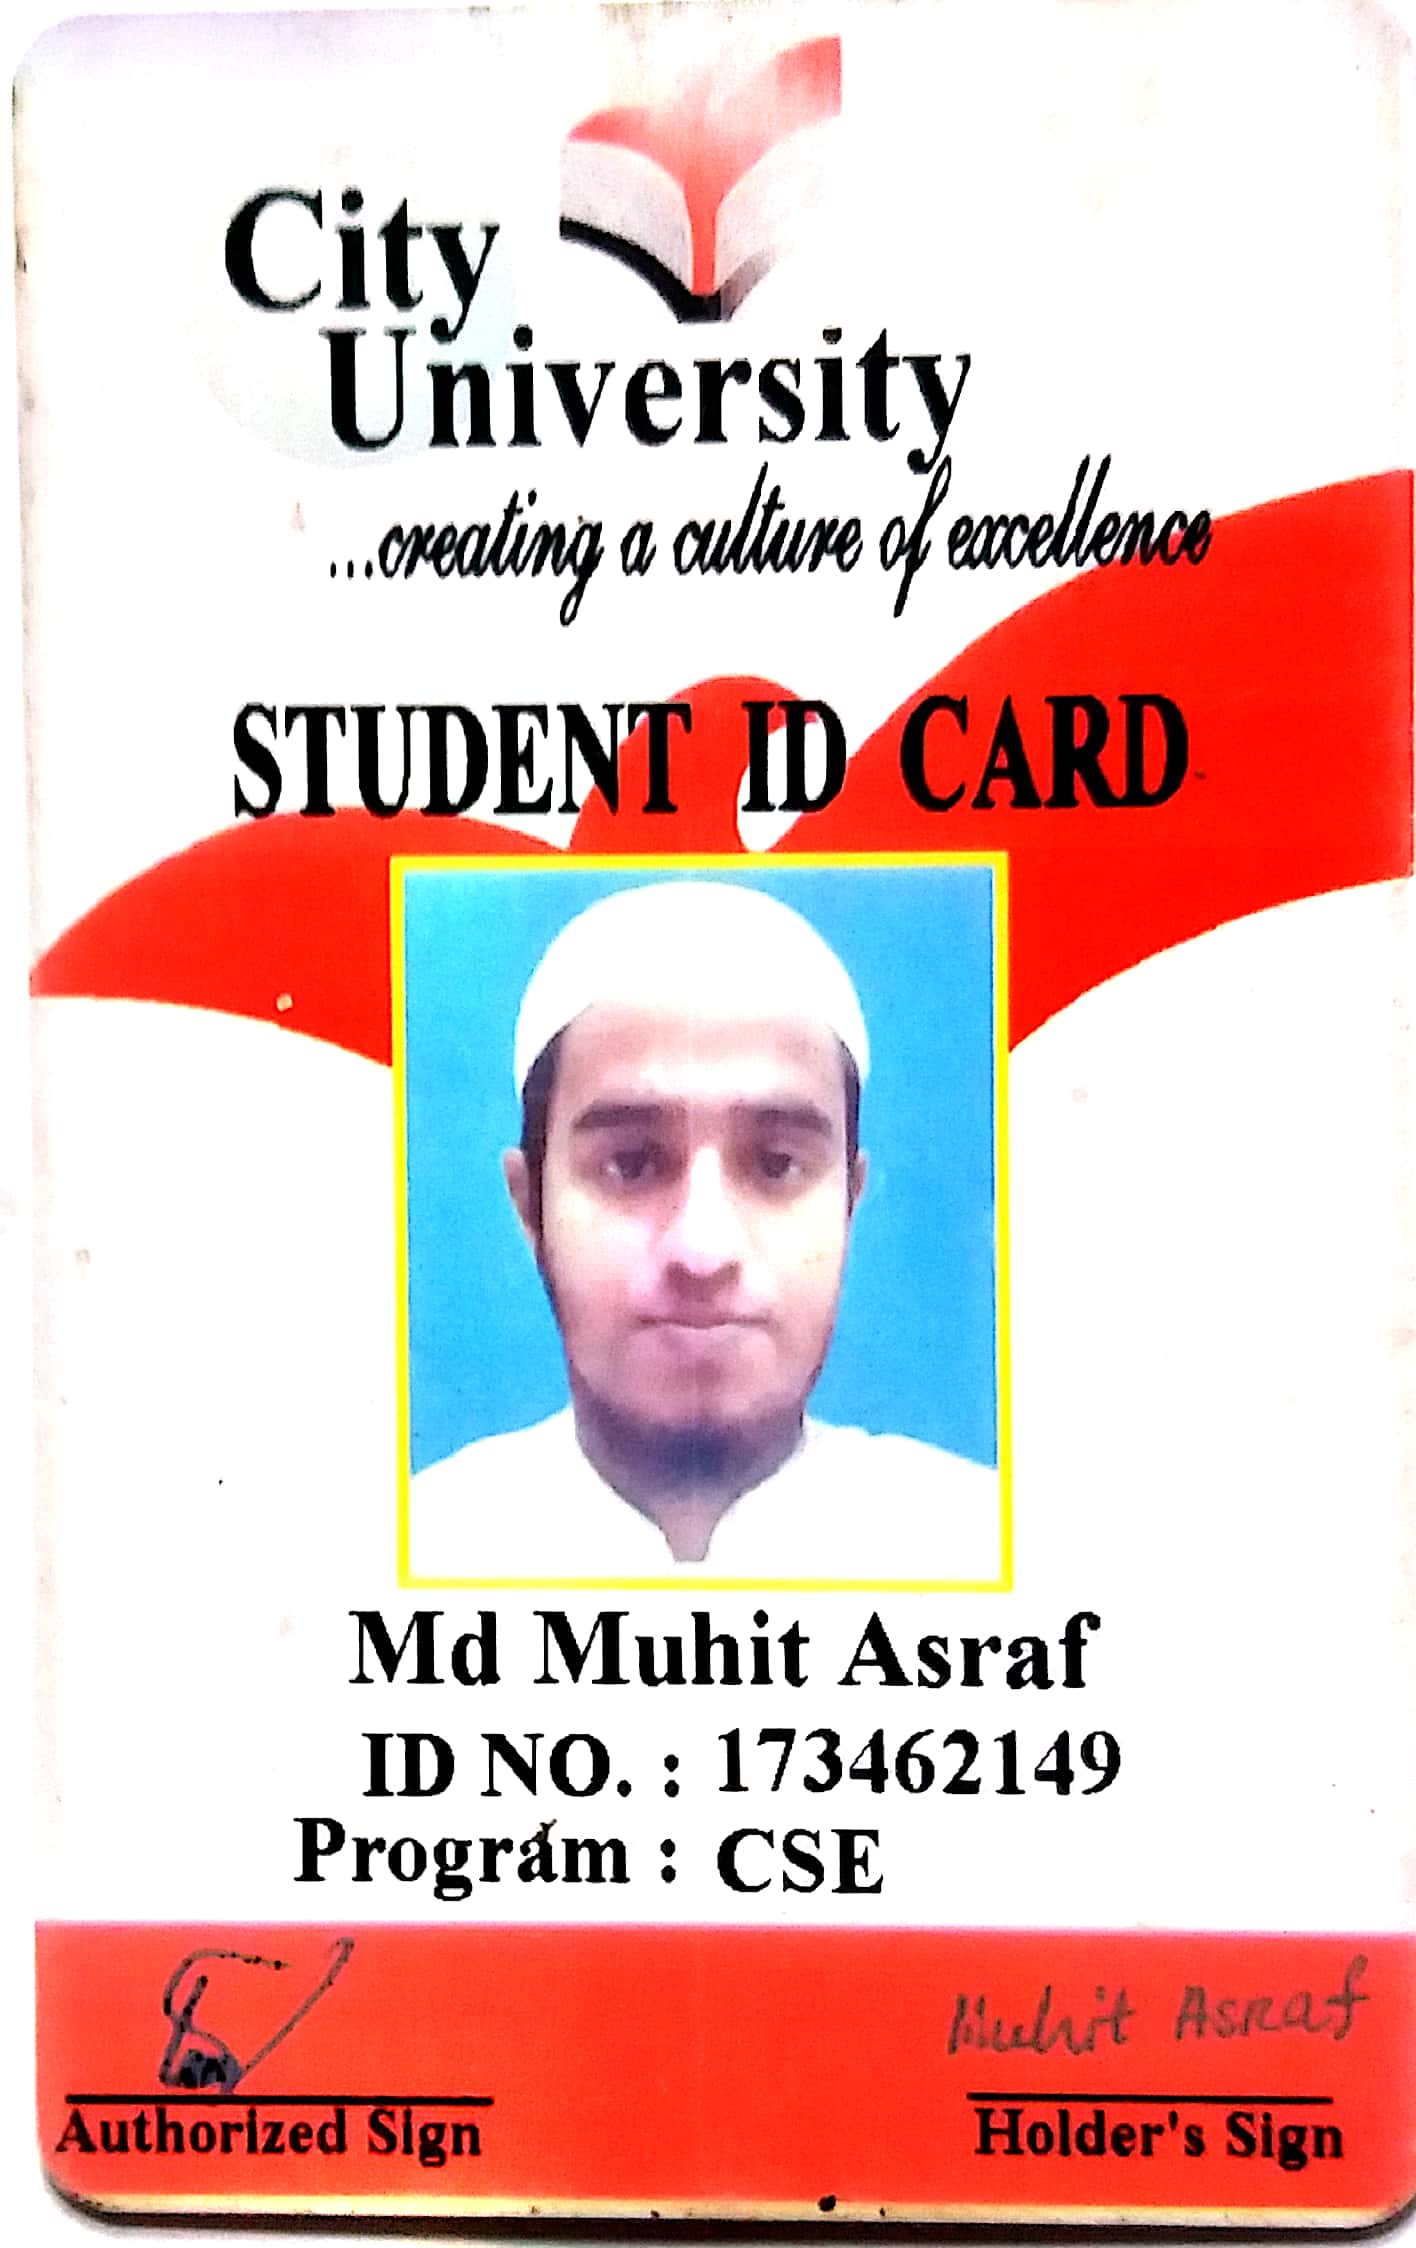 City
University
...creating a culture of excellence
STUDENT ID CARD
Md Muhit Asraf
ID NO. : 173462149
Program : CSE
Muhit Asraf
Authorized Sign
Holder's Sign